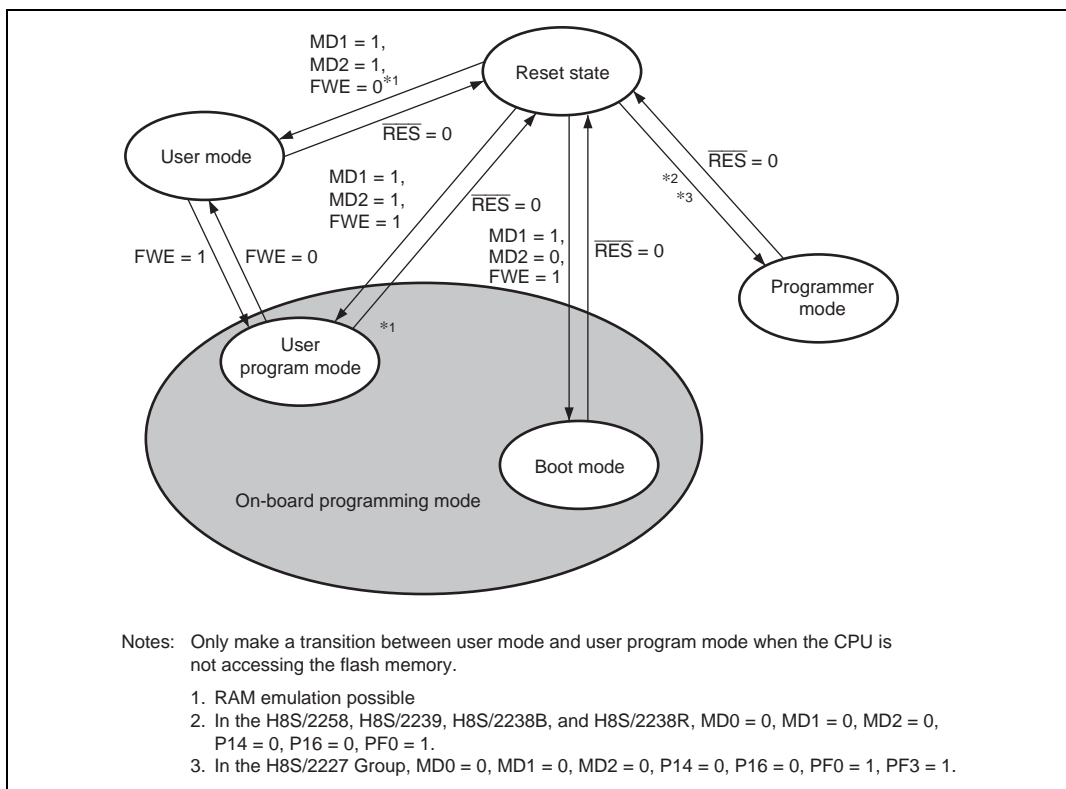 MD1 = 1,
MD2 = 1,
FWE = 0*1
Reset state
RES = 0
User mode
RES = 0
MD1 = 1,
MD2 = 1,
FWE = 1
*2
*3
RES = 0
MD1 = 1,
MD2 = 0,
FWE = 1
RES = 0
FWE = 1
FWE = 0
Programmer
mode
*1
User
program mode
Boot mode
On-board programming mode
Notes: Only make a transition between user mode and user program mode when the CPU is
not accessing the flash memory.
1. RAM emulation possible
2. In the H8S/2258, H8S/2239, H8S/2238B, and H8S/2238R, MD0 = 0, MD1 = 0, MD2 = 0,
P14 = 0, P16 = 0, PF0 = 1.
3. In the H8S/2227 Group, MD0 = 0, MD1 = 0, MD2 = 0, P14 = 0, P16 = 0, PF0 = 1, PF3 = 1.